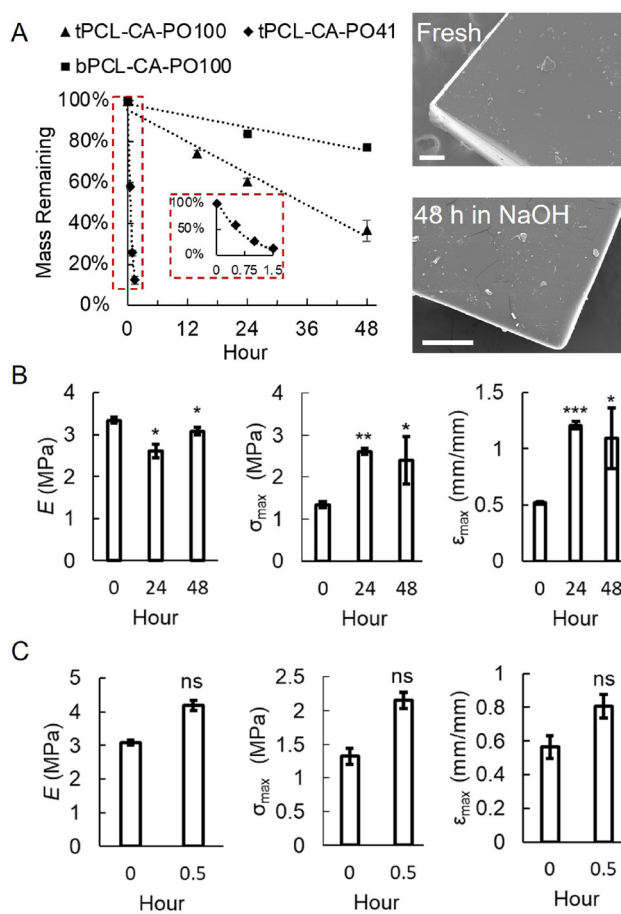 A
▲ tPCL-CA-PO100 ◆ tPCL-CA-PO41
■ bPCL-CA-PO100
Mass Remaining
100%
80%
60%
40%
20%
0%
0 12 24 36 48
Hour
100%
50%
0%
0 0.75 1.5
Fresh
48 h in NaOH
B
E (MPa)
4
3
2
1
0
* *
0 24 48
Hour
σmax (MPa)
4
3
2
1
0
** *
0 24 48
Hour
εmax (mm/mm)
1.5
1
0.5
0
*** *
0 24 48
Hour
C
E (MPa)
5
4
3
2
1
0
ns
0 0.5
Hour
σmax (MPa)
2.5
2
1.5
1
0.5
0
ns
0 0.5
Hour
εmax (mm/mm)
1
0.8
0.6
0.4
0.2
0
ns
0 0.5
Hour